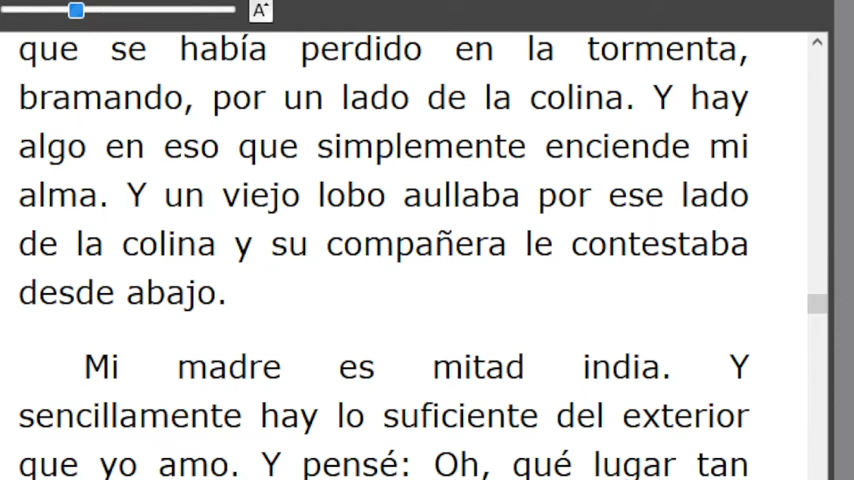 A
que se había perdido en la tormenta,
bramando, por un lado de la colina. Y hay
algo en eso que simplemente enciende mi
alma. Y un viejo lobo aullaba por ese lado
de la colina y su compañera le contestaba
desde abajo.
Mi madre es mitad india. Y
sencillamente hay lo suficiente del exterior
que yo amo. Y pensé: Oh, qué lugar tan